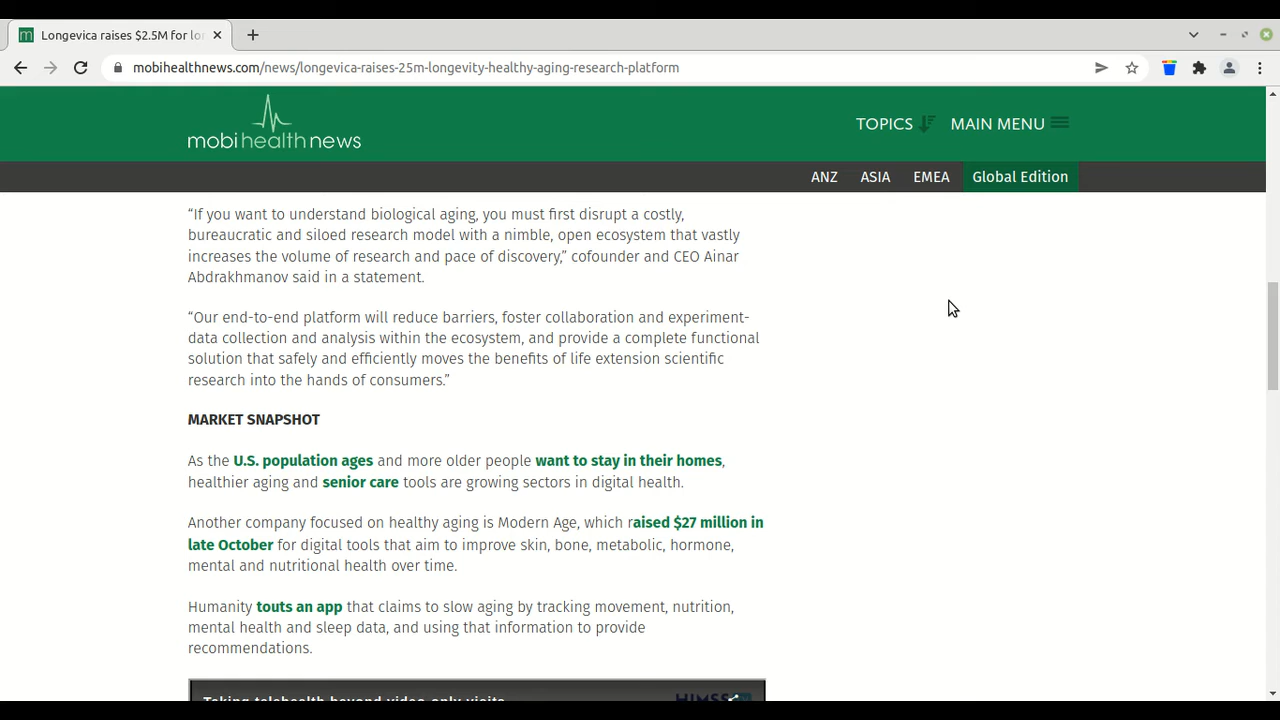 Longevica raises $2.5M for lo
mobihealthnews.com/news/longevica-raises-25m-longevity-healthy-aging-research-platform
mobihealthnews
TOPICS
MAIN MENU
ANZ
ASIA
EMEA
Global Edition
“If you want to understand biological aging, you must first disrupt a costly,
bureaucratic and siloed research model with a nimble, open ecosystem that vastly
increases the volume of research and pace of discovery,” cofounder and CEO Ainar
Abdrakhmanov said in a statement.
“Our end-to-end platform will reduce barriers, foster collaboration and experiment-
data collection and analysis within the ecosystem, and provide a complete functional
solution that safely and efficiently moves the benefits of life extension scientific
research into the hands of consumers.”
MARKET SNAPSHOT
As the U.S. population ages and more older people want to stay in their homes,
healthier aging and senior care tools are growing sectors in digital health.
Another company focused on healthy aging is Modern Age, which raised $27 million in
late October for digital tools that aim to improve skin, bone, metabolic, hormone,
mental and nutritional health over time.
Humanity touts an app that claims to slow aging by tracking movement, nutrition,
mental health and sleep data, and using that information to provide
recommendations.
Taking telehealth beyond video-only visits
HIMSS